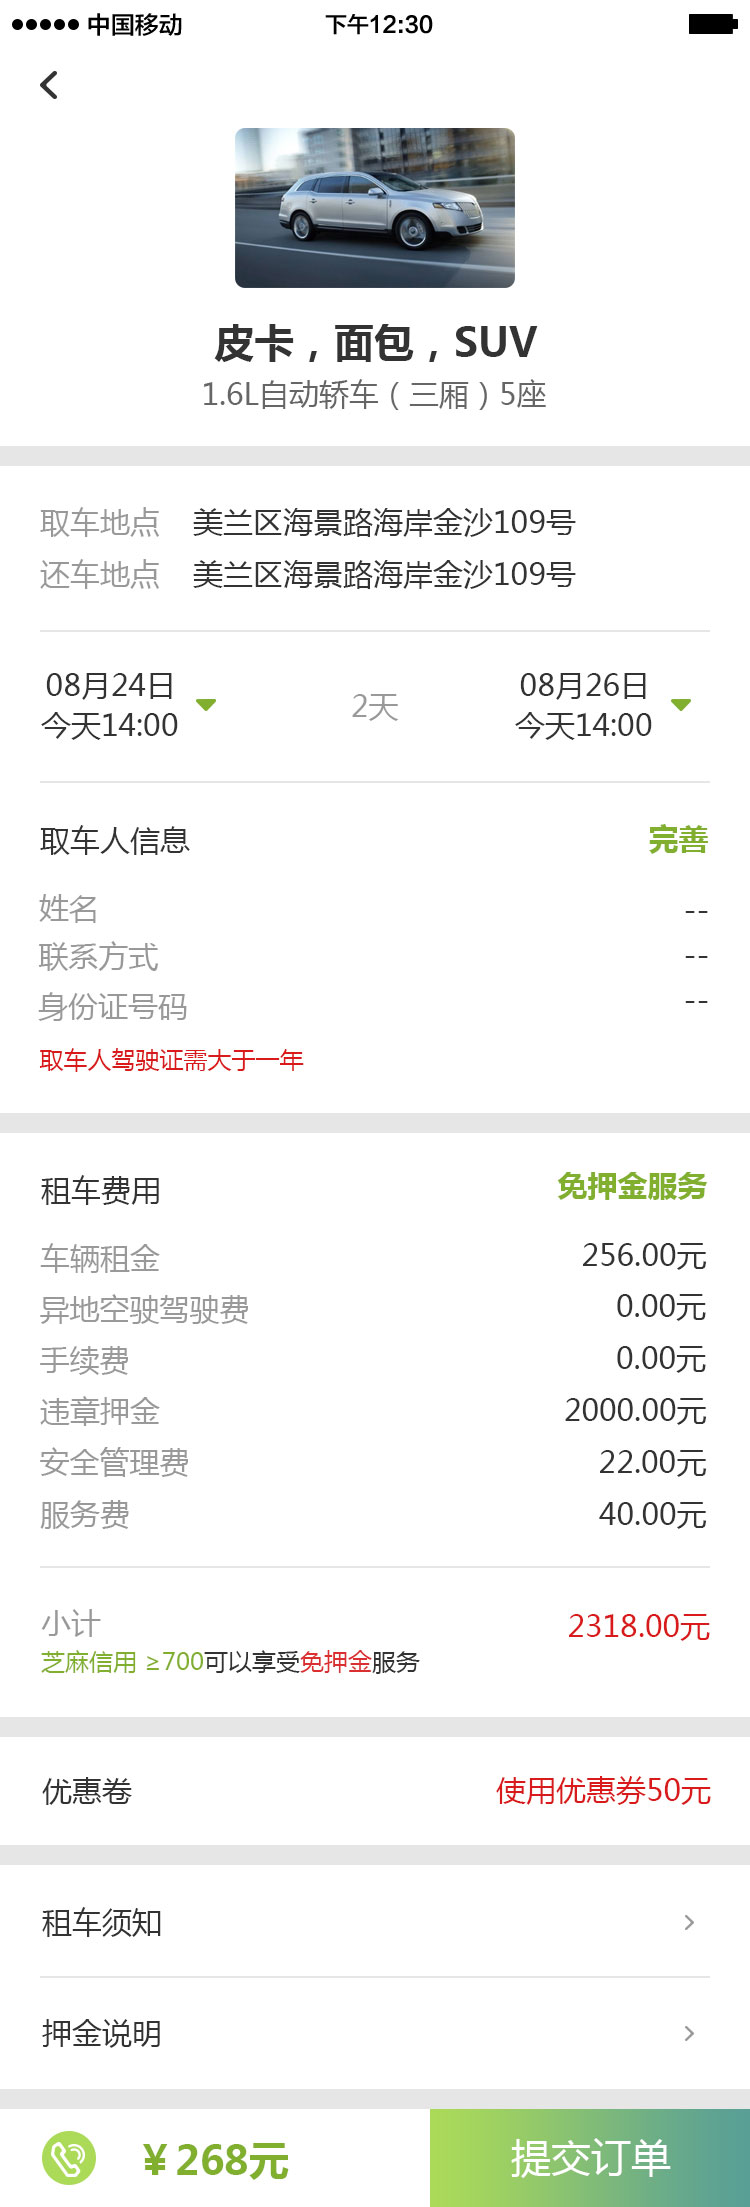 中国移动 下午12:30
皮卡，面包，SUV
1.6L自动轿车（三厢）5座
取车地点 美兰区海景路海岸金沙109号
还车地点 美兰区海景路海岸金沙109号
08月24日 08月26日
今天14:00 2天 今天14:00
取车人信息 完善
姓名 --
联系方式 --
身份证号码 --
取车人驾驶证需大于一年
租车费用 免押金服务
车辆租金 256.00元
异地空驶驾驶费 0.00元
手续费 0.00元
违章押金 2000.00元
安全管理费 22.00元
服务费 40.00元
小计 2318.00元
芝麻信用 ≥700可以享受免押金服务
优惠卷 使用优惠券50元
租车须知
押金说明
¥ 268元 提交订单